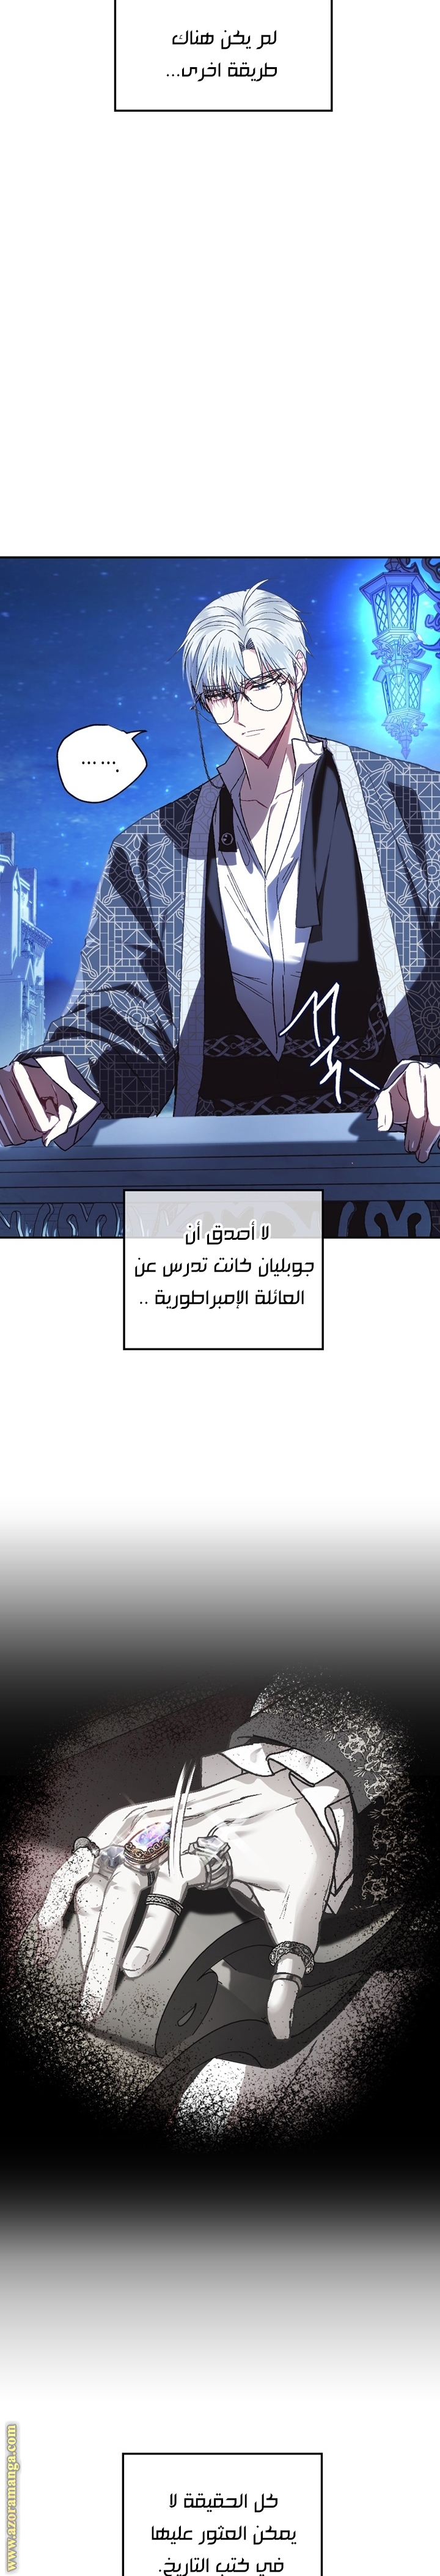 لم يكن هناك
طريقة اخرى...
... ....
لا أصدق أن
جوبليان كانت تدرس عن
العائلة الإمبراطورية ..
كل الحقيقة لا
يمكن العثور عليها
في كتب التاريخ.
www.azoramanga.com